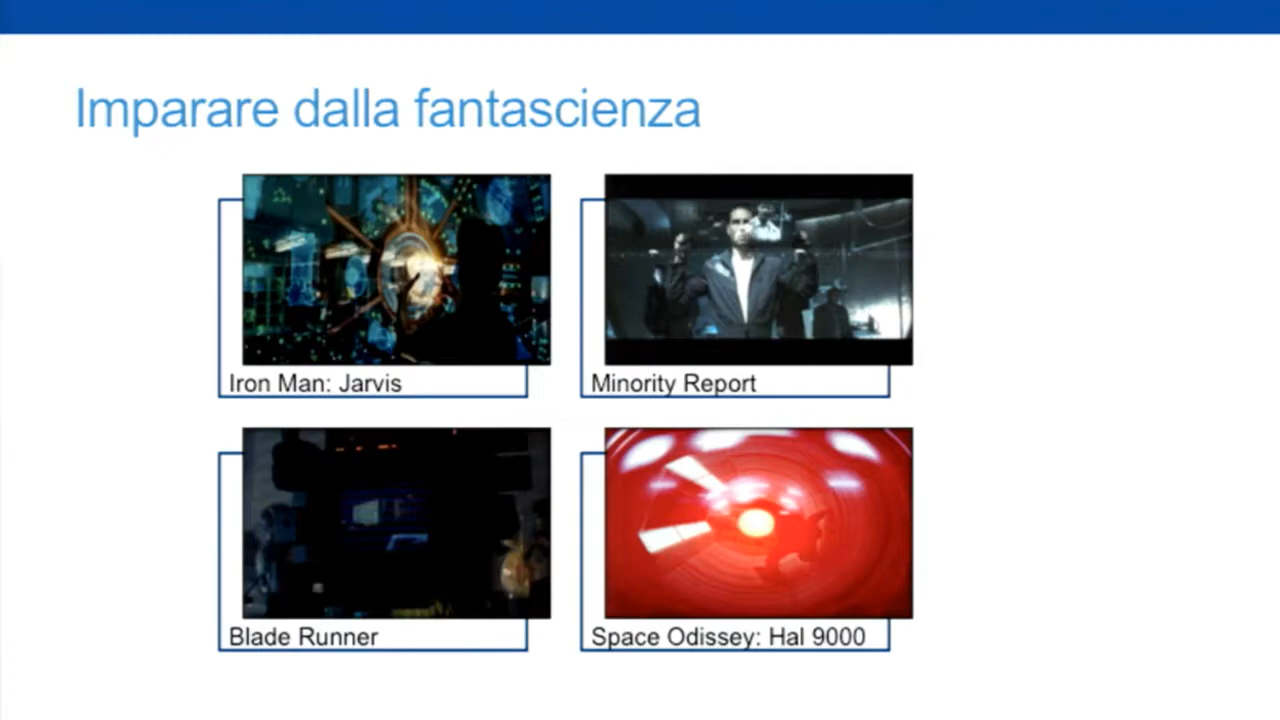 Imparare dalla fantascienza
Iron Man: Jarvis
Minority Report
Blade Runner
Space Odissey: Hal 9000